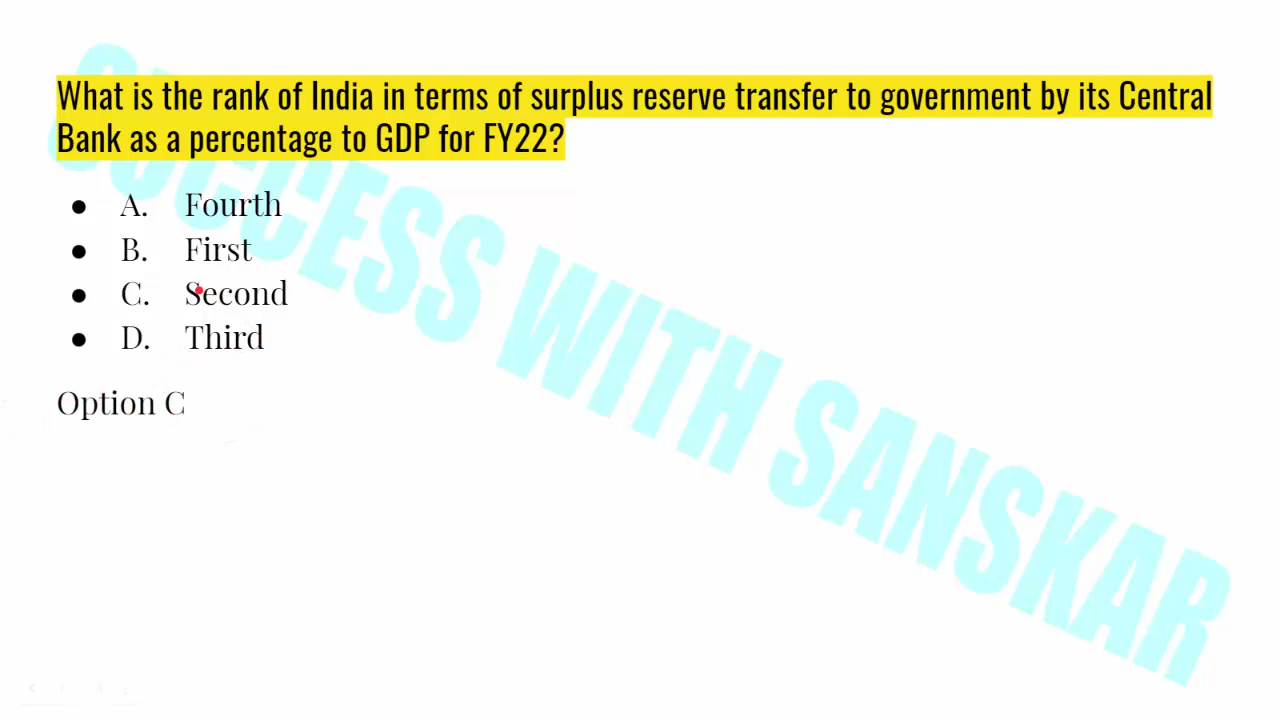 What is the rank of India in terms of surplus reserve transfer to government by its Central
Bank as a percentage to GDP for FY22?
● A. Fourth
● B. First
● C. Second
● D. Third
Option C
SUCCESS WITH SANSKAR